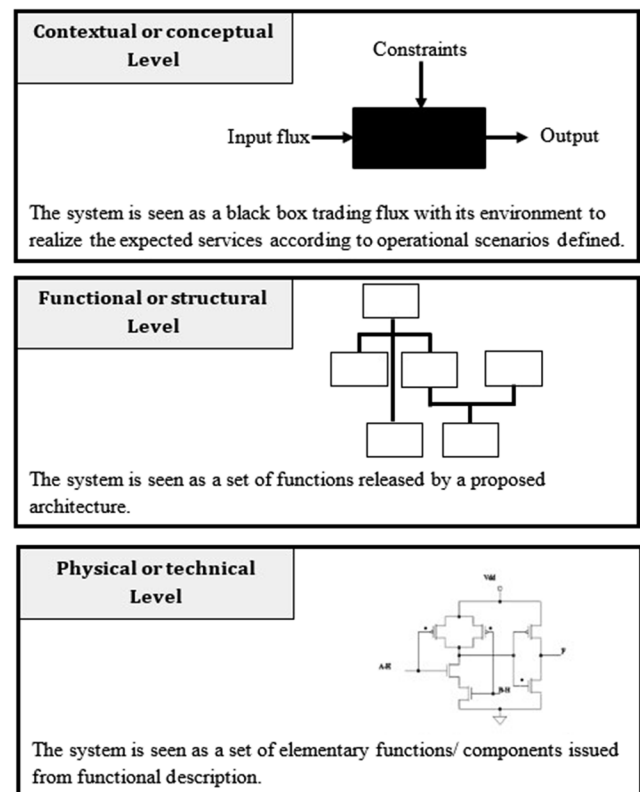 Contextual or conceptual
Level
Constraints
Input flux
Output
The system is seen as a black box trading flux with its environment to
realize the expected services according to operational scenarios defined.
Functional or structural
Level
The system is seen as a set of functions released by a proposed
architecture.
Physical or technical
Level
Vdd
A-H
B-H
F
The system is seen as a set of elementary functions/ components issued
from functional description.